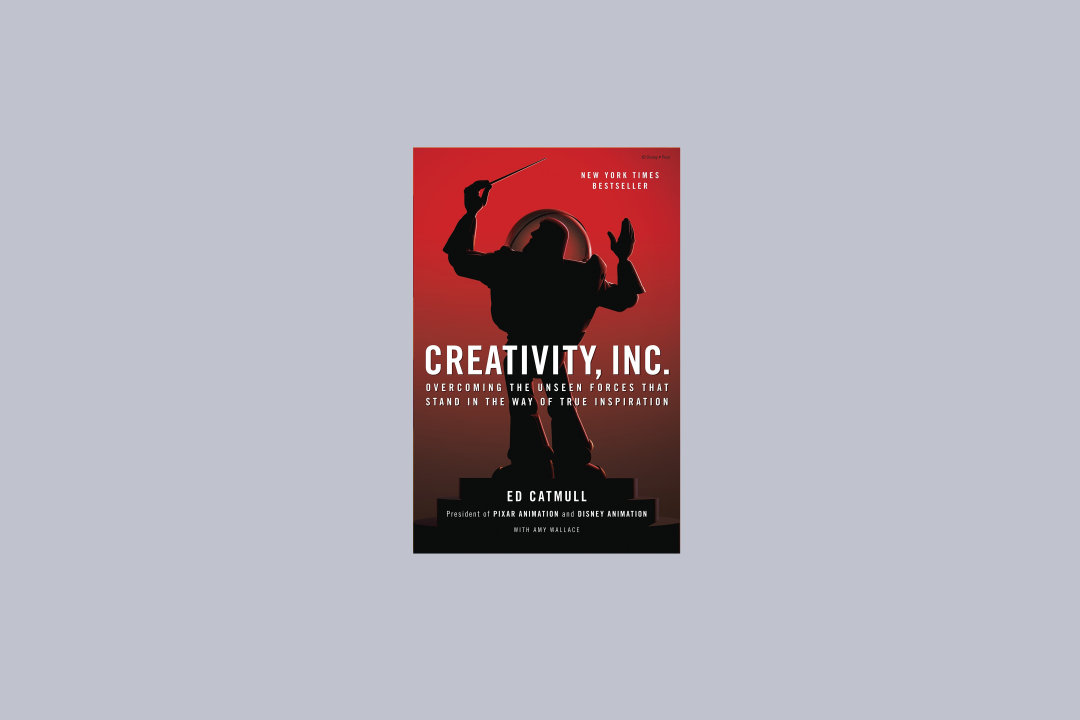 NEW YORK TIMES
BESTSELLER
CREATIVITY, INC.
OVERCOMING THE UNSEEN FORCES THAT
STAND IN THE WAY OF TRUE INSPIRATION
ED CATMULL
President of PIXAR ANIMATION and DISNEY ANIMATION
WITH AMY WALLACE